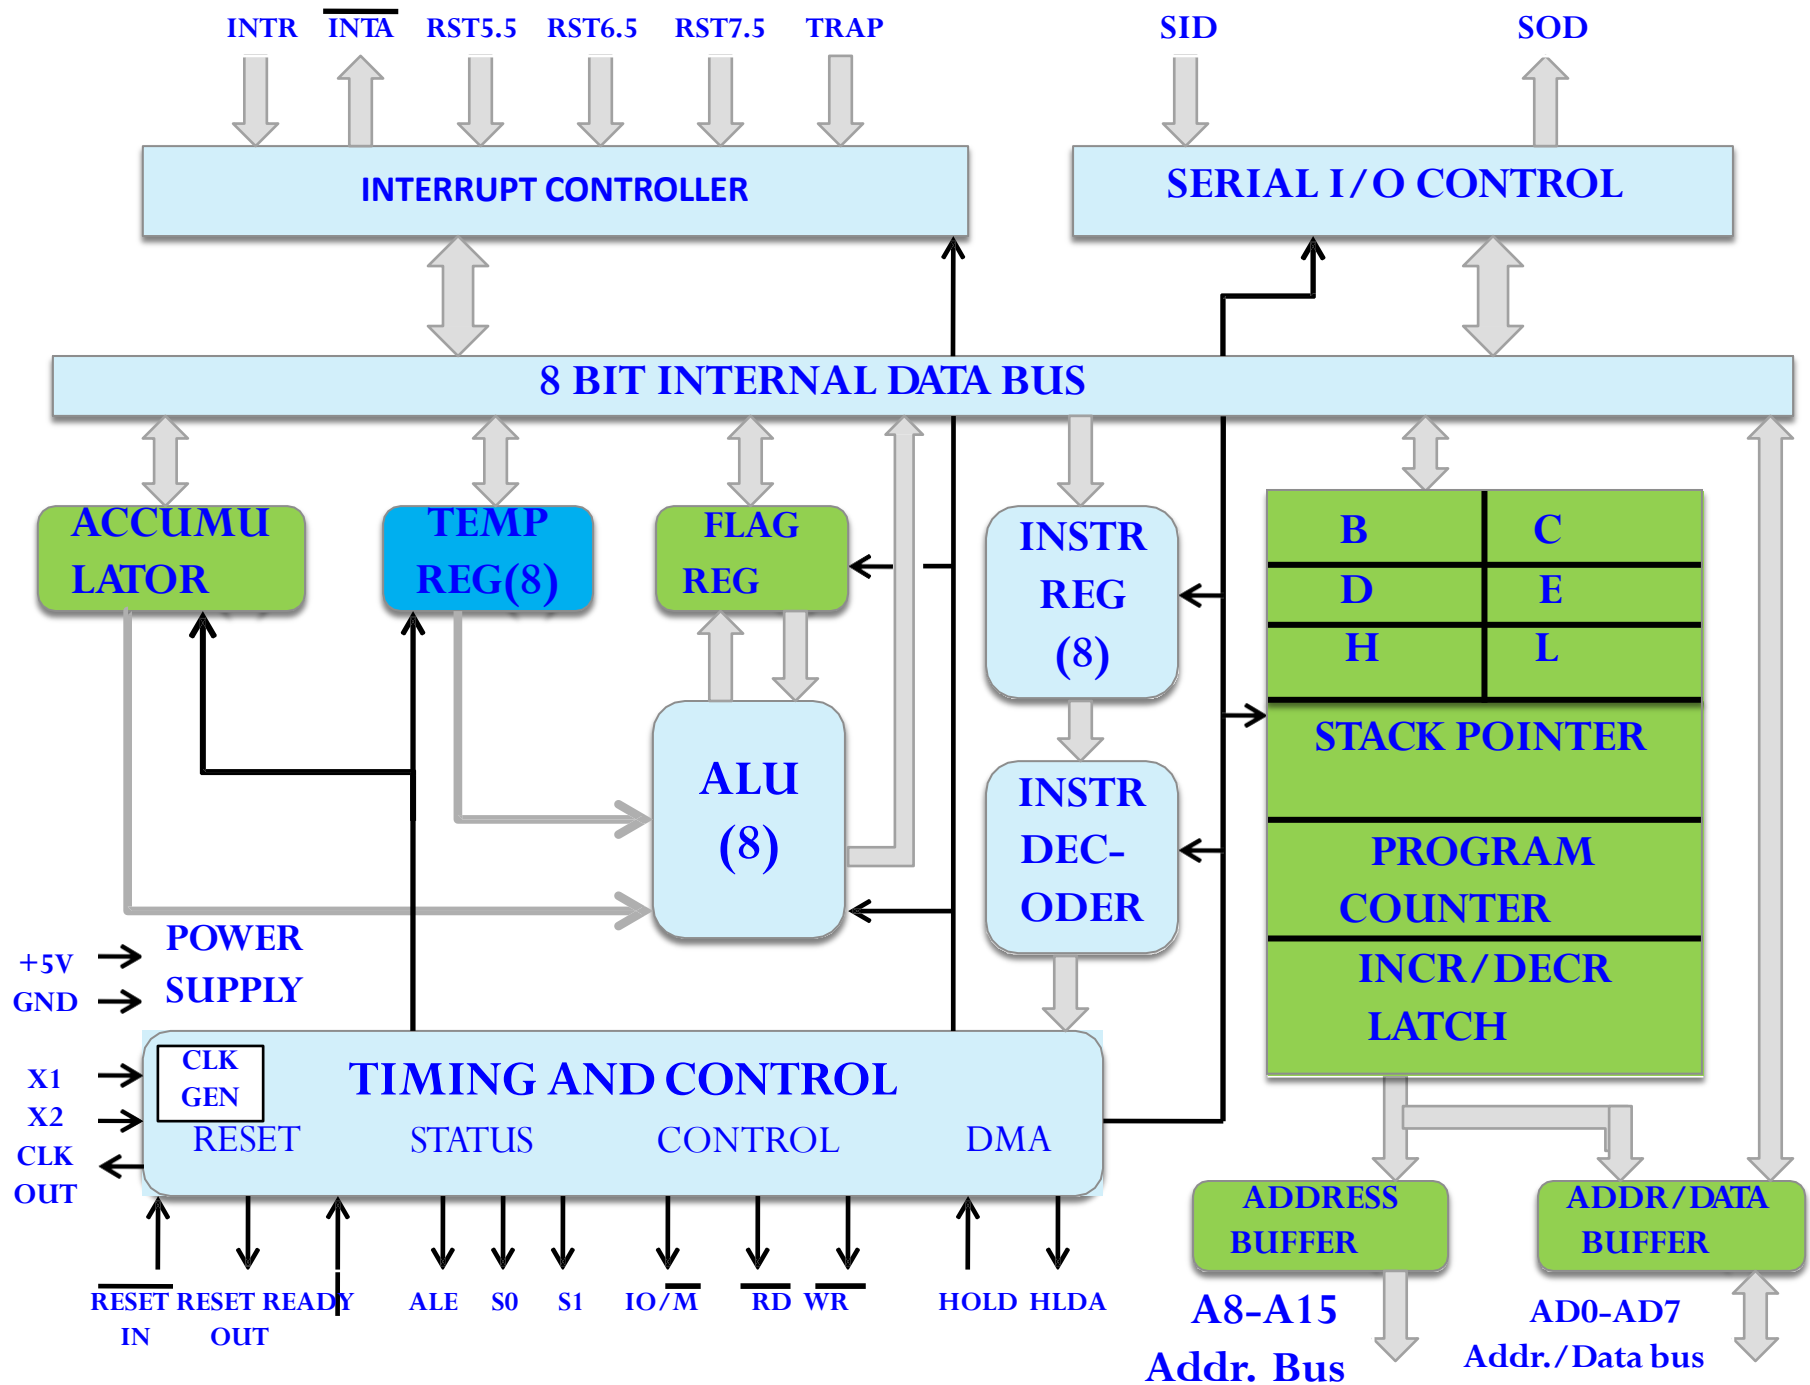 INTR INTA RST5.5 RST6.5 RST7.5 TRAP SID SOD
INTERRUPT CONTROLLER
SERIAL I/O CONTROL
8 BIT INTERNAL DATA BUS
ACCUMU
LATOR
TEMP
REG(8)
FLAG
REG
INSTR
REG
(8)
B C
D E
H L
STACK POINTER
PROGRAM
COUNTER
INCR/DECR
LATCH
ALU
(8)
INSTR
DEC-
ODER
+5V
GND
POWER
SUPPLY
X1
X2
CLK
OUT
CLK
GEN
TIMING AND CONTROL
RESET STATUS CONTROL DMA
RESET
IN
RESET
OUT
READY
ALE S0 S1 IO/M RD WR HOLD HLDA
ADDRESS
BUFFER
ADDR/DATA
BUFFER
A8-A15
Addr. Bus
AD0-AD7
Addr./Data bus